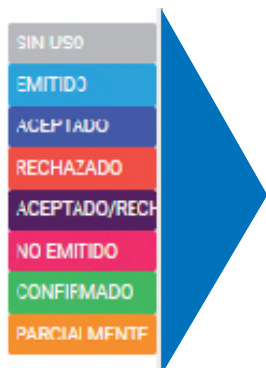 SIN USO
EMITIDO
ACEPTADO
RECHAZADO
ACEPTADO/RECH
NO EMITIDO
CONFIRMADO
PARCIALMENTE